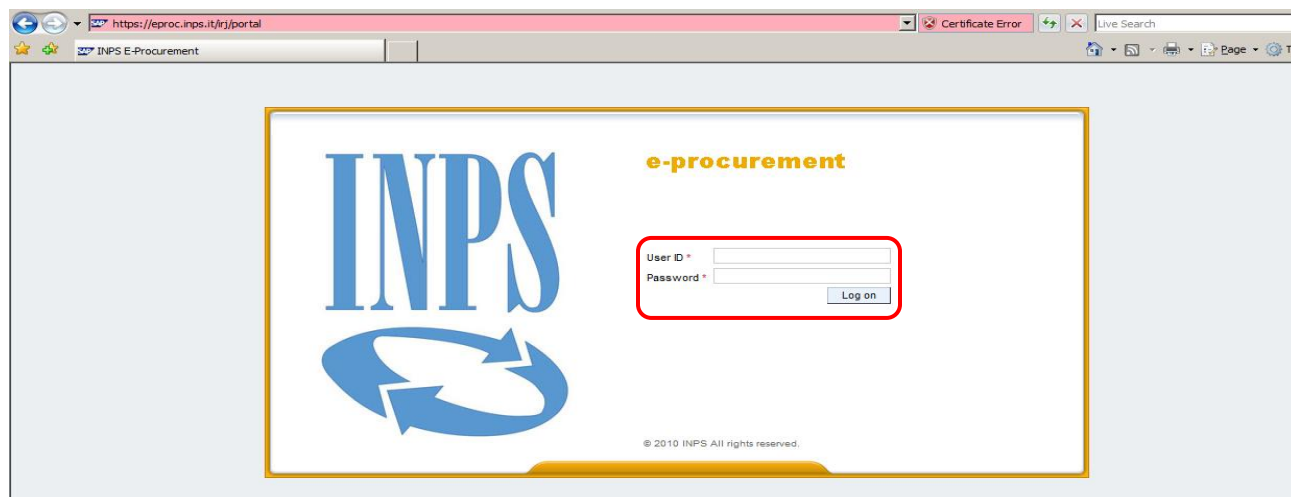 https://eproc.inps.it/irj/portal
Certificate Error
Live Search
SAP INPS E-Procurement
Page
T
INPS
e-procurement
User ID *
Password *
Log on
© 2010 INPS All rights reserved.